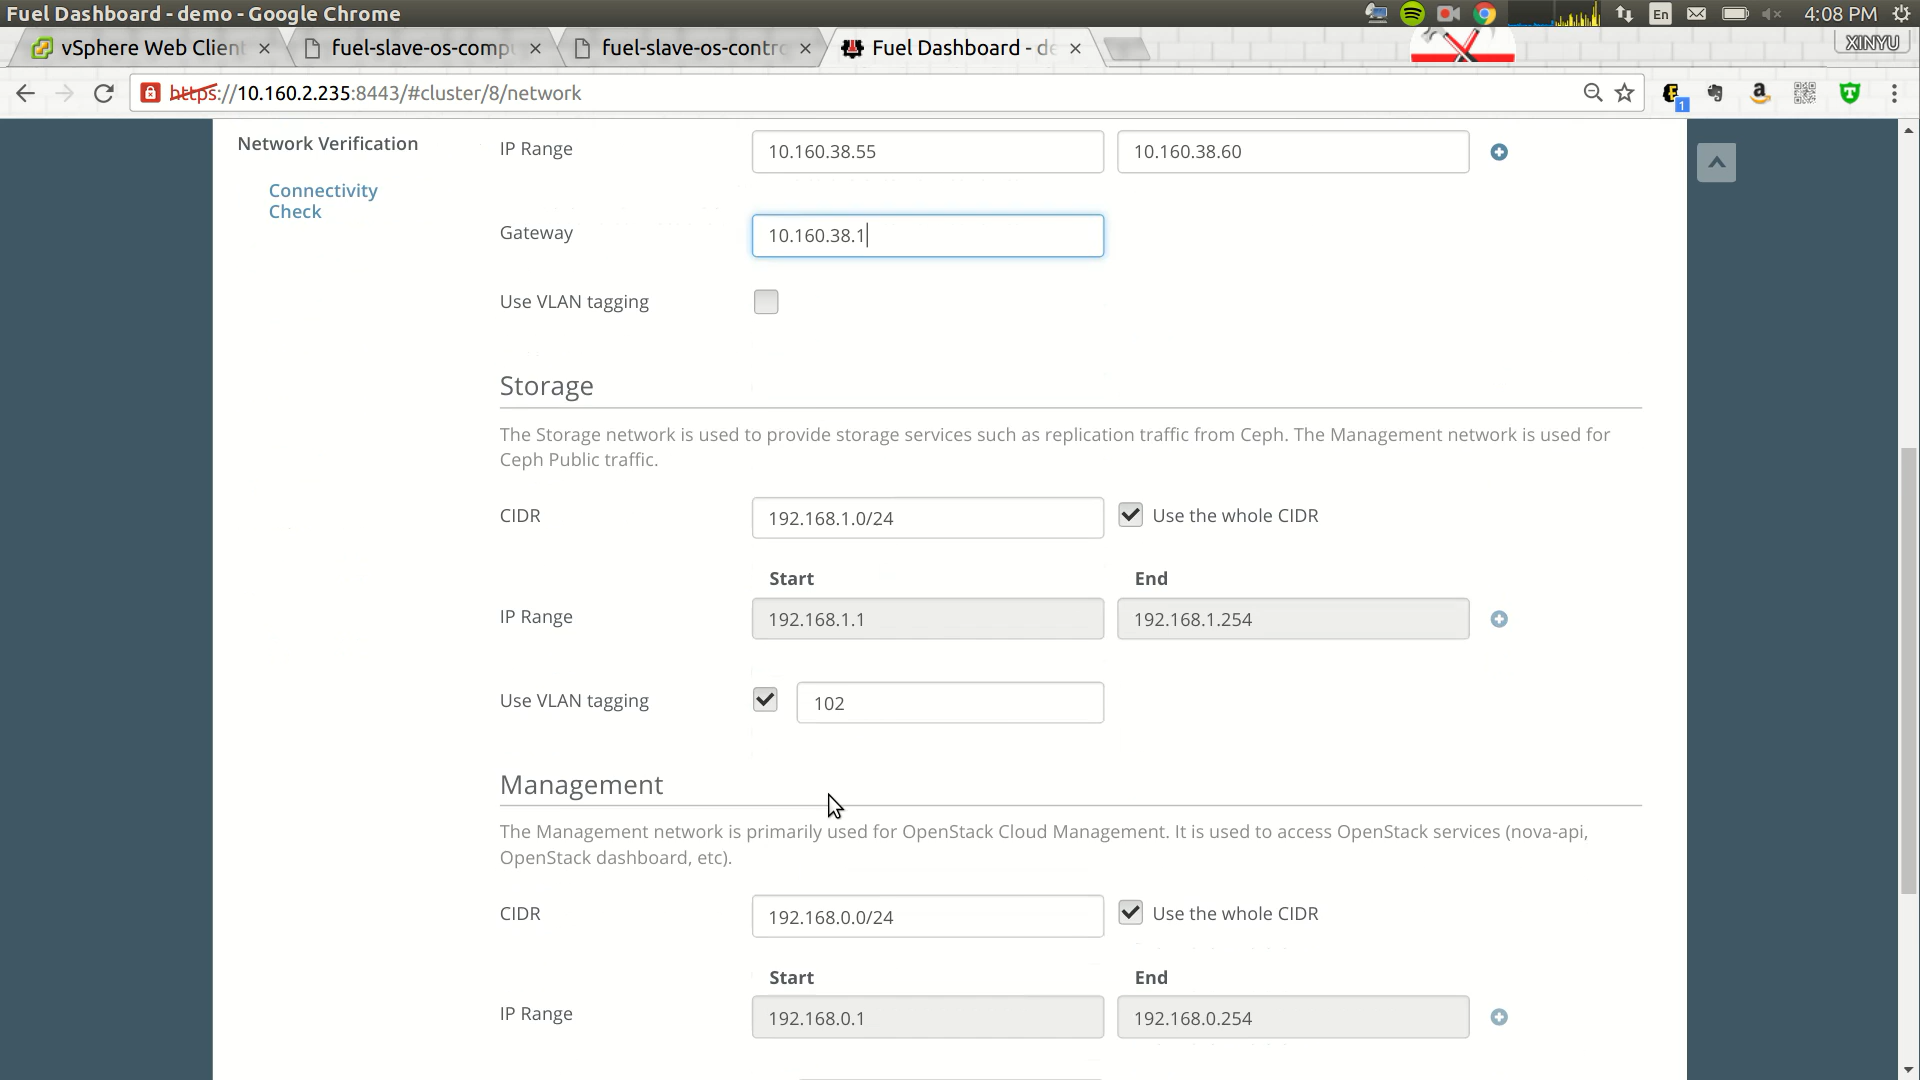 Fuel Dashboard - demo - Google Chrome
En
4:08 PM
vSphere Web Client
fuel-slave-os-comp
fuel-slave-os-contro
Fuel Dashboard - de
XINYU
https://10.160.2.235:8443/#cluster/8/network
1
Network Verification
Connectivity
Check
IP Range
10.160.38.55
10.160.38.60
Gateway
10.160.38.1
Use VLAN tagging
Storage
The Storage network is used to provide storage services such as replication traffic from Ceph. The Management network is used for
Ceph Public traffic.
CIDR
192.168.1.0/24
Use the whole CIDR
Start
End
IP Range
192.168.1.1
192.168.1.254
Use VLAN tagging
102
Management
The Management network is primarily used for OpenStack Cloud Management. It is used to access OpenStack services (nova-api,
OpenStack dashboard, etc).
CIDR
192.168.0.0/24
Use the whole CIDR
Start
End
IP Range
192.168.0.1
192.168.0.254